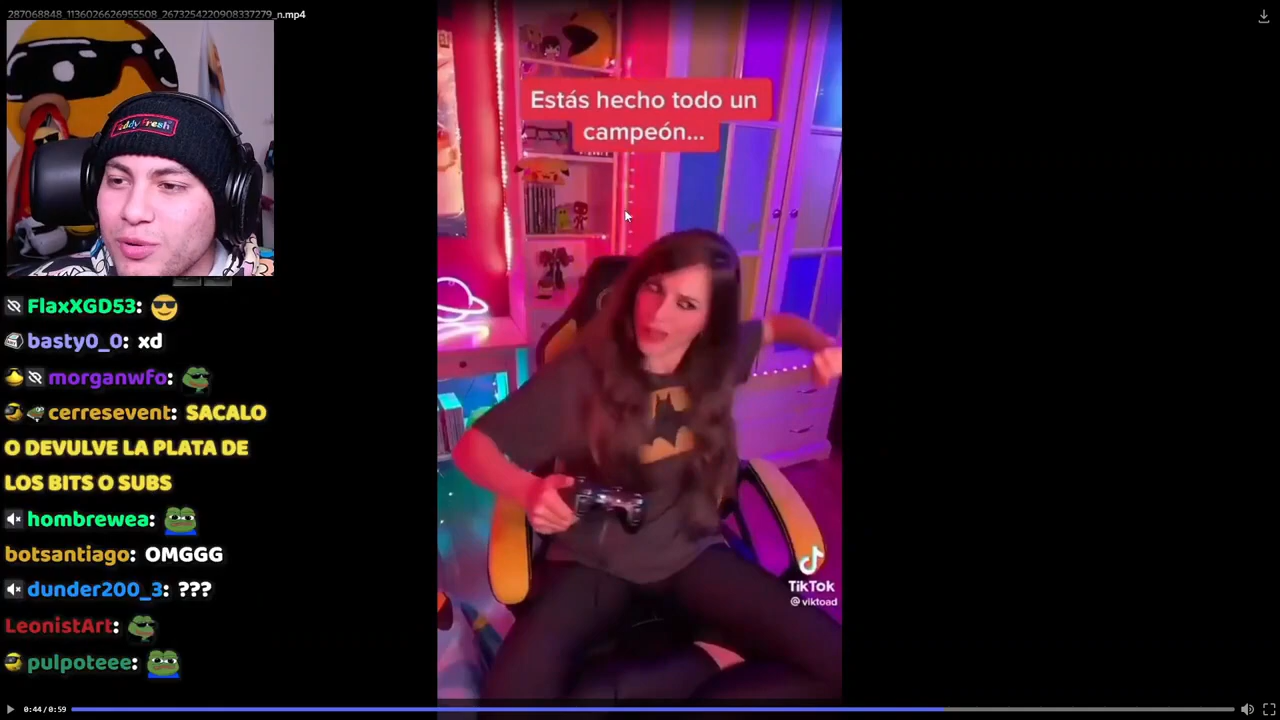 287068848_1136026626955508_2673254220908337279_n.mp4
Estás hecho todo un
campeón...
FlaxXGD53:
basty0_0: xd
morganwfo:
cerresevent: SACALO
O DEVULVE LA PLATA DE
LOS BITS O SUBS
hombrewea:
botsantiago: OMGGG
dunder200_3: ???
LeonistArt:
pulpoteee:
TikTok
@viktoad
0:44/0:59